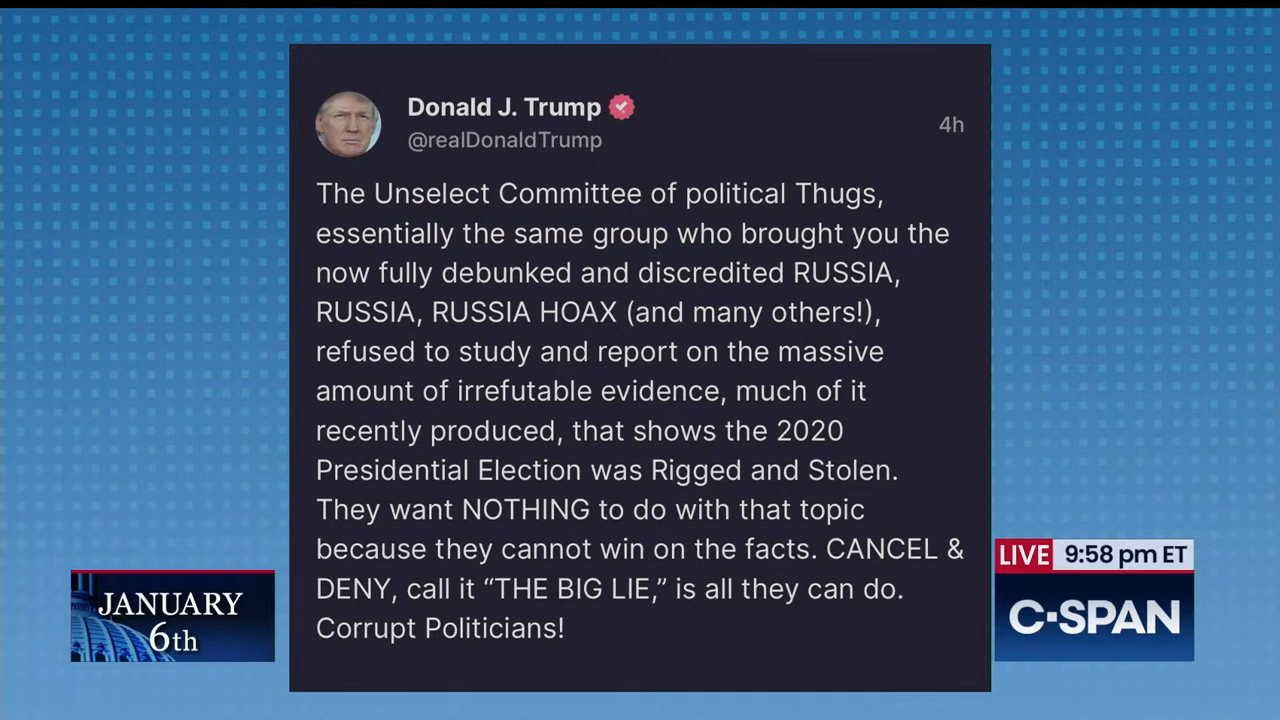 Donald J. Trump
@realDonaldTrump
4h
The Unselect Committee of political Thugs,
essentially the same group who brought you the
now fully debunked and discredited RUSSIA,
RUSSIA, RUSSIA HOAX (and many others!),
refused to study and report on the massive
amount of irrefutable evidence, much of it
recently produced, that shows the 2020
Presidential Election was Rigged and Stolen.
They want NOTHING to do with that topic
because they cannot win on the facts. CANCEL &
DENY, call it “THE BIG LIE,” is all they can do.
Corrupt Politicians!
JANUARY
6th
LIVE 9:58 pm ET
C-SPAN